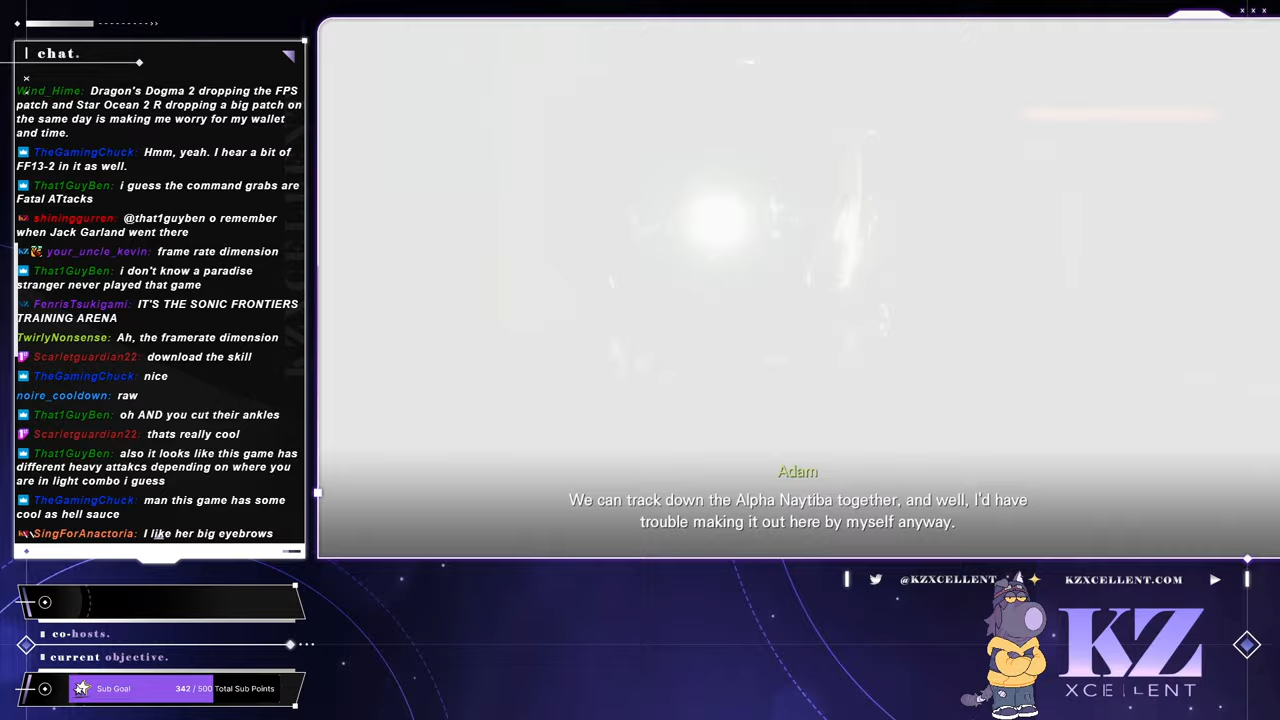 chat.
Wind_Hime: Dragon's Dogma 2 dropping the FPS
patch and Star Ocean 2 R dropping a big patch on
the same day is making me worry for my wallet
and time.
TheGamingChuck: Hmm, yeah. I hear a bit of
FF13-2 in it as well.
That1GuyBen: i guess the command grabs are
Fatal ATtacks
shininggurren: @that1guyben o remember
when Jack Garland went there
your_uncle_kevin: frame rate dimension
That1GuyBen: i don't know a paradise
stranger never played that game
FenrisTsukigami: IT'S THE SONIC FRONTIERS
TRAINING ARENA
TwirlyNonsense: Ah, the framerate dimension
Scarletguardian22: download the skill
TheGamingChuck: nice
noire_cooldown: raw
That1GuyBen: oh AND you cut their ankles
Scarletguardian22: thats really cool
That1GuyBen: also it looks like this game has
different heavy attakcs depending on where you
are in light combo i guess
TheGamingChuck: man this game has some
cool as hell sauce
SingForAnactoria: I like her big eyebrows
Adam
We can track down the Alpha Naytiba together, and well, I'd have
trouble making it out here by myself anyway.
co-hosts.
current objective.
Sub Goal 342 / 500 Total Sub Points
@KZXCELLENT KZXCELLENT.COM
KZ
XCELLENT